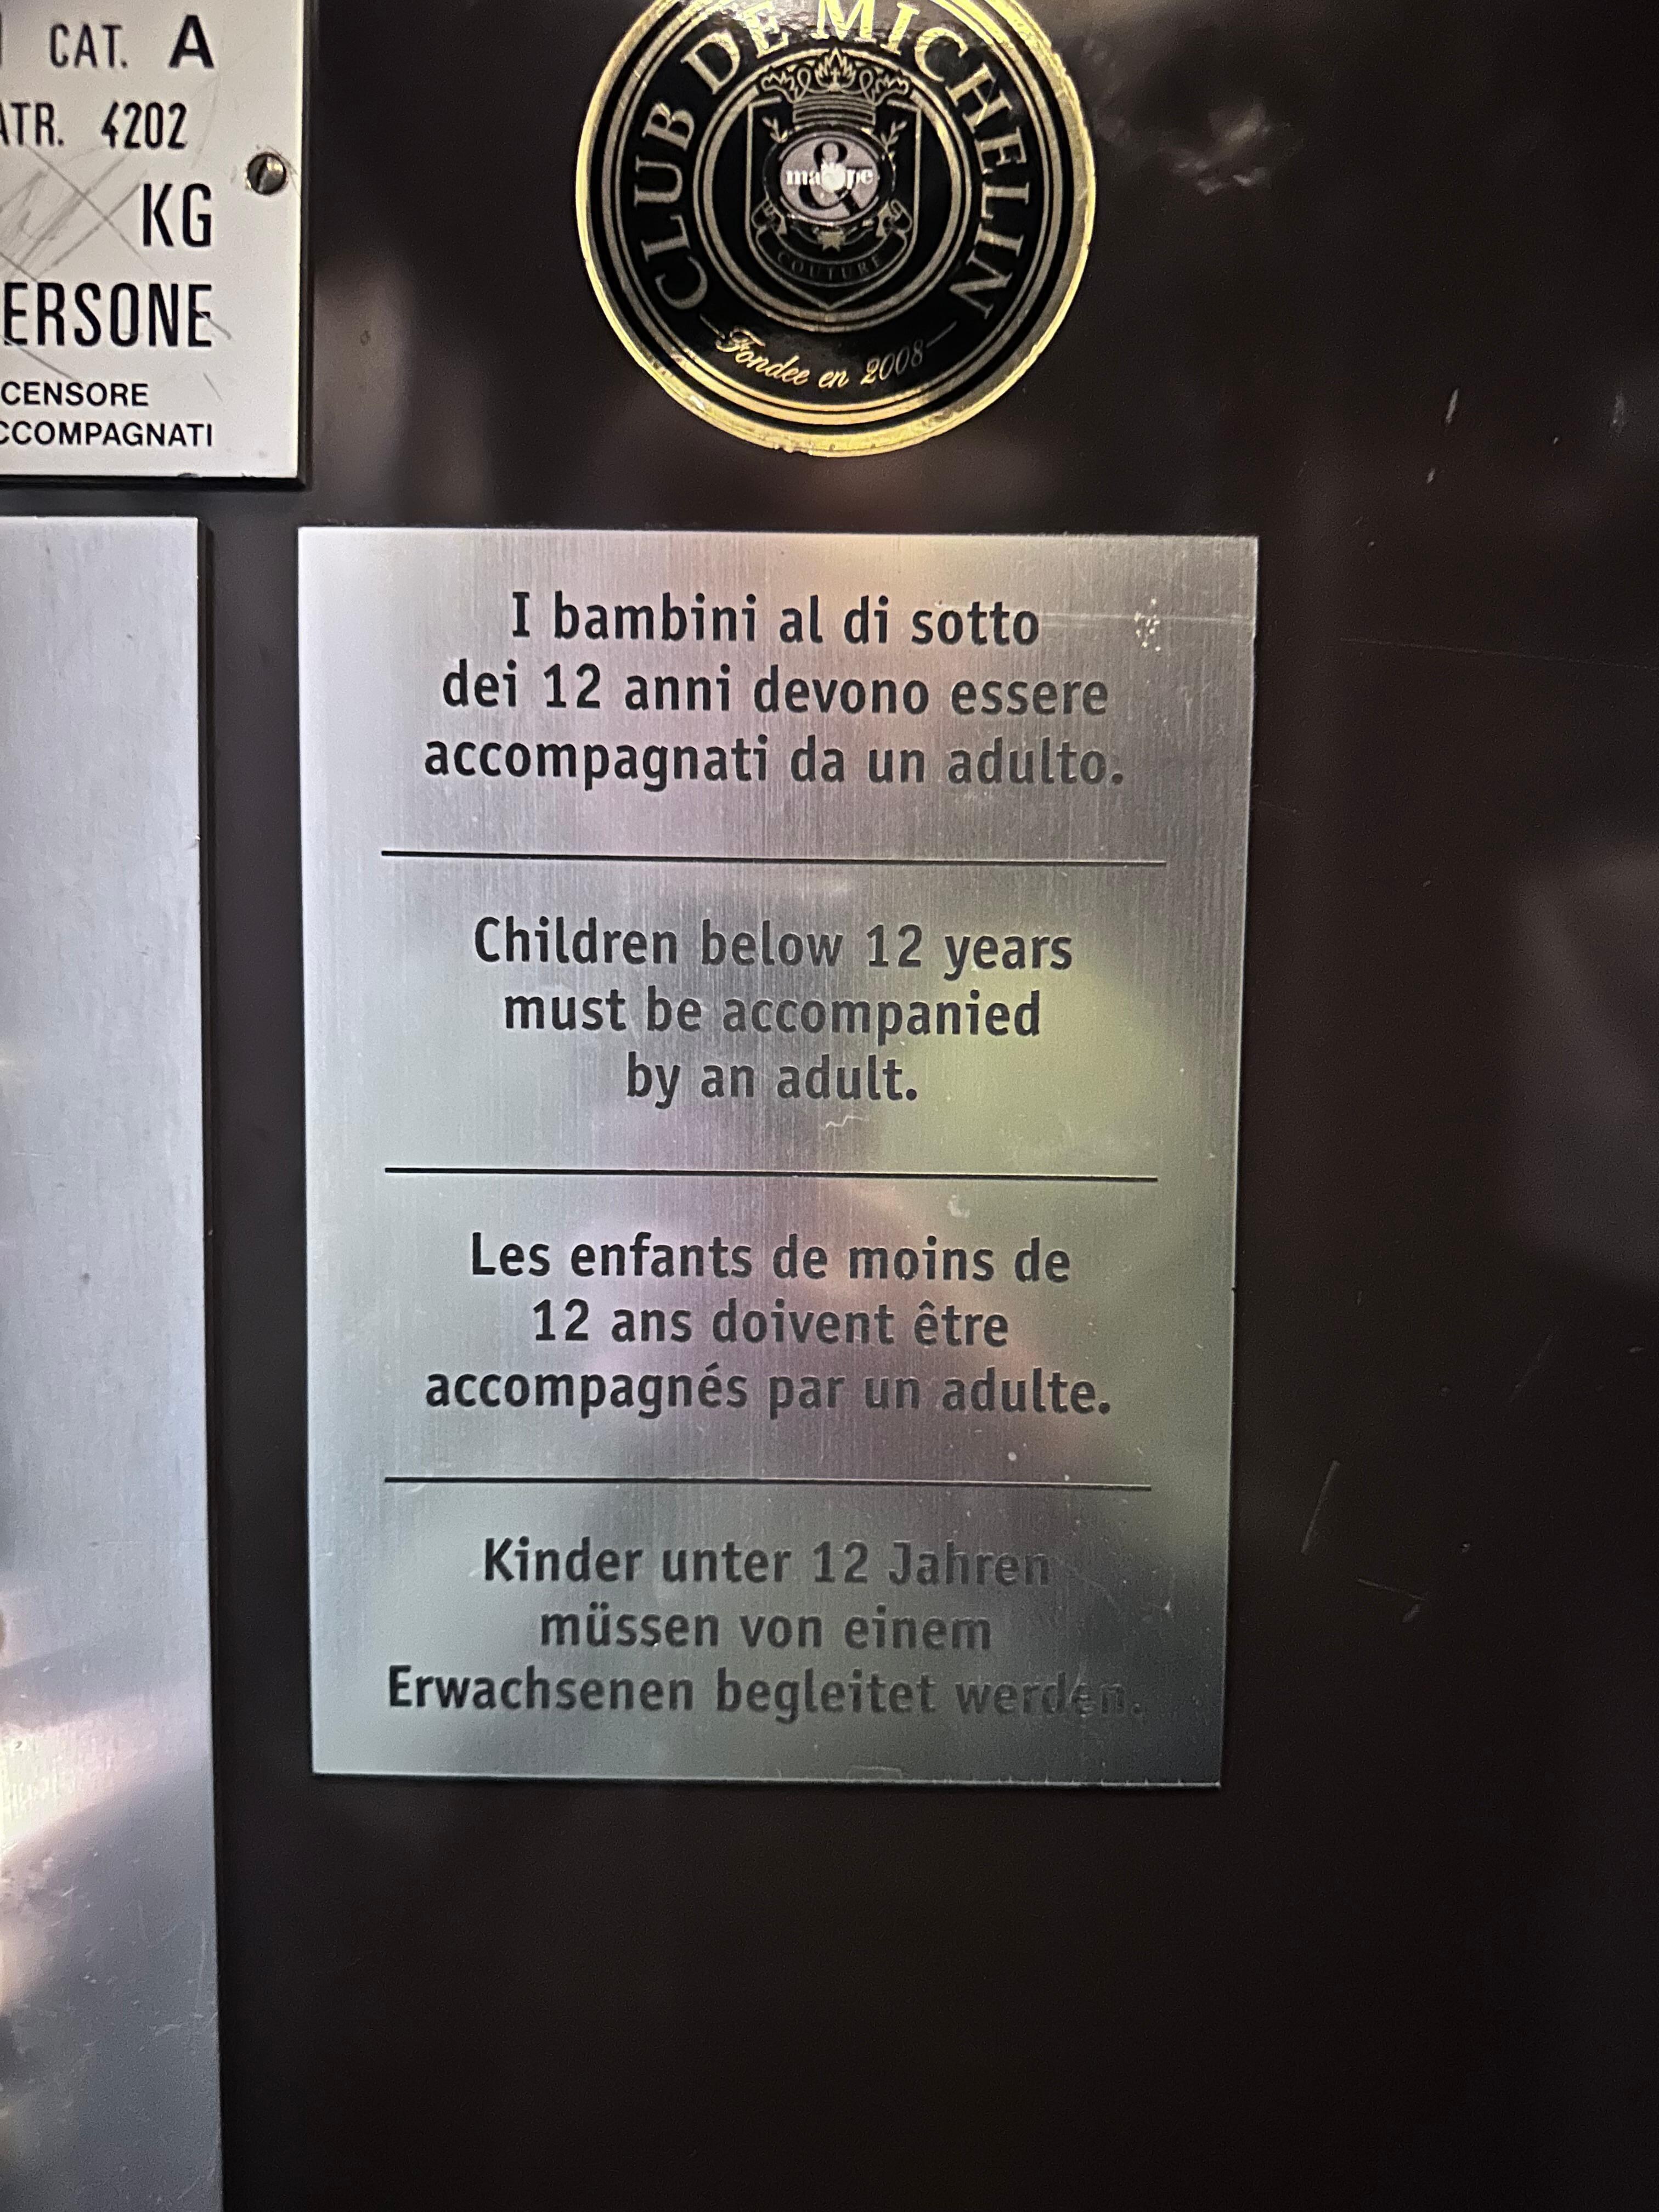 CAT. A
ATR. 4202
KG
ERSONE
CENSORE
CCOMPAGNATI
CLUB DE MICHELIN
&
COUTURE
Fondee en 2008
I bambini al di sotto
dei 12 anni devono essere
accompagnati da un adulto.
Children below 12 years
must be accompanied
by an adult.
Les enfants de moins de
12 ans doivent être
accompagnés par un adulte.
Kinder unter 12 Jahren
müssen von einem
Erwachsenen begleitet werden.